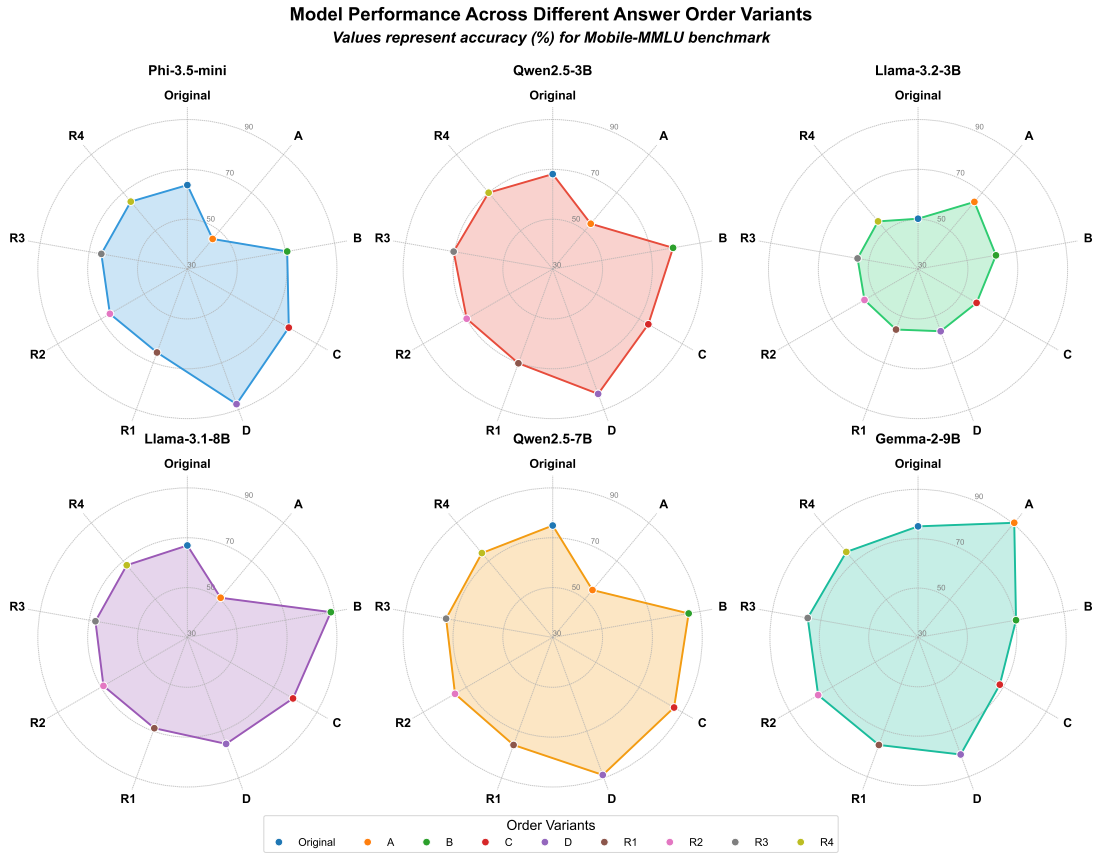 Model Performance Across Different Answer Order Variants
Values represent accuracy (%) for Mobile-MMLU benchmark
Phi-3.5-mini
Original
A
B
C
D
R1
R2
R3
R4
30
50
70
90
Qwen2.5-3B
Original
A
B
C
D
R1
R2
R3
R4
30
50
70
90
Llama-3.2-3B
Original
A
B
C
D
R1
R2
R3
R4
30
50
70
90
Llama-3.1-8B
Original
A
B
C
D
R1
R2
R3
R4
30
50
70
90
Qwen2.5-7B
Original
A
B
C
D
R1
R2
R3
R4
30
50
70
90
Gemma-2-9B
Original
A
B
C
D
R1
R2
R3
R4
30
50
70
90
Order Variants
Original A B C D R1 R2 R3 R4